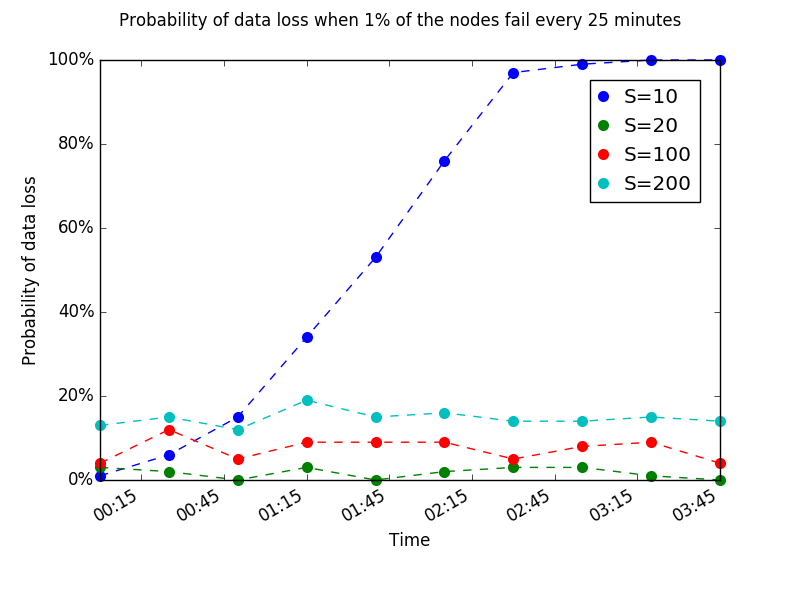 Probability of data loss when 1% of the nodes fail every 25 minutes
100%
80%
60%
40%
20%
0%
Probability of data loss
S=10
S=20
S=100
S=200
00:15
00:45
01:15
01:45
02:15
02:45
03:15
03:45
Time